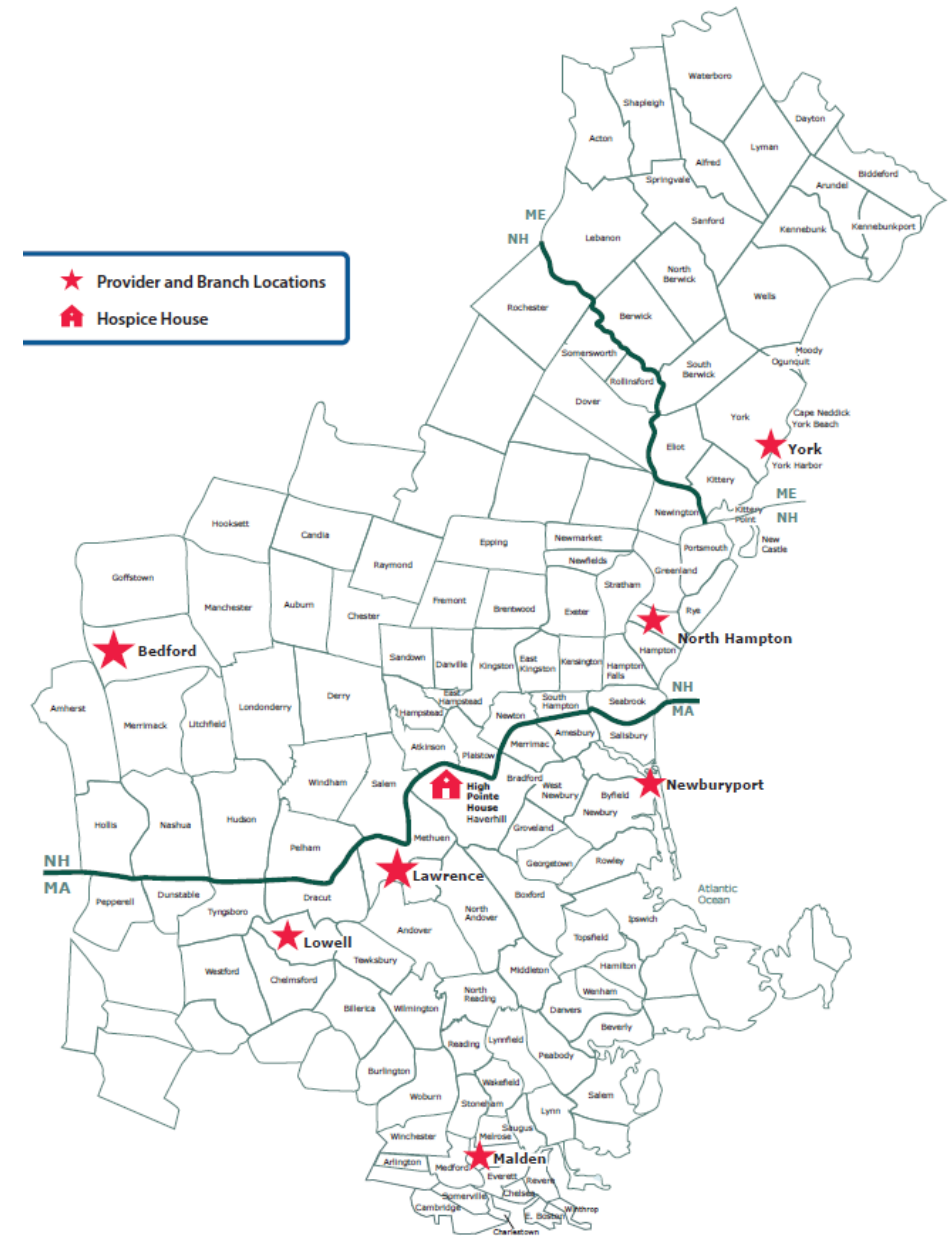 Waterboro
Shapleigh
Dayton
Acton
Lyman
Alfred
Biddeford
Springvale
Arundel
Sanford
ME
Kennebunk
Kennebunkport
NH
Lebanon
Provider and Branch Locations
Hospice House
North
Berwick
Wells
Rochester
Berwick
Moody
Ogunquit
Somersworth
South
Berwick
Rollinsford
Dover
York
Cape Neddick
York Beach
Eliot
York
York Harbor
Kittery
ME
Newington
Kittery
Point
NH
Hooksett
Candia
Epping
Newmarket
Portsmouth
New
Castle
Newfields
Raymond
Greenland
Goffstown
Stratham
Manchester
Auburn
Chester
Fremont
Brentwood
Exeter
Rye
North Hampton
Bedford
Hampton
Sandown
Danville
Kingston
East
Kingston
Kensington
Hampton
Falls
NH
MA
Amherst
Merrimack
Litchfield
Londonderry
Derry
East
Hampstead
Hampstead
Newton
South
Hampton
Seabrook
Amesbury
Salisbury
Atkinson
Plaistow
Merrimac
Windham
Salem
High
Pointe
House
Haverhill
Bradford
West
Newbury
Byfield
Newburyport
Newbury
Hollis
Nashua
Hudson
Groveland
Pelham
Methuen
Georgetown
Rowley
NH
MA
Lawrence
Pepperell
Dunstable
Tyngsboro
Dracut
Boxford
Atlantic
Ocean
North
Andover
Ipswich
Andover
Lowell
Topsfield
Tewksbury
Westford
Chelmsford
Middleton
Hamilton
Wenham
North
Reading
Billerica
Wilmington
Danvers
Beverly
Reading
Lynnfield
Peabody
Burlington
Wakefield
Woburn
Stoneham
Salem
Lynn
Saugus
Winchester
Melrose
Malden
Arlington
Medford
Everett
Revere
Somerville
Chelsea
Cambridge
E. Boston
Winthrop
Charlestown